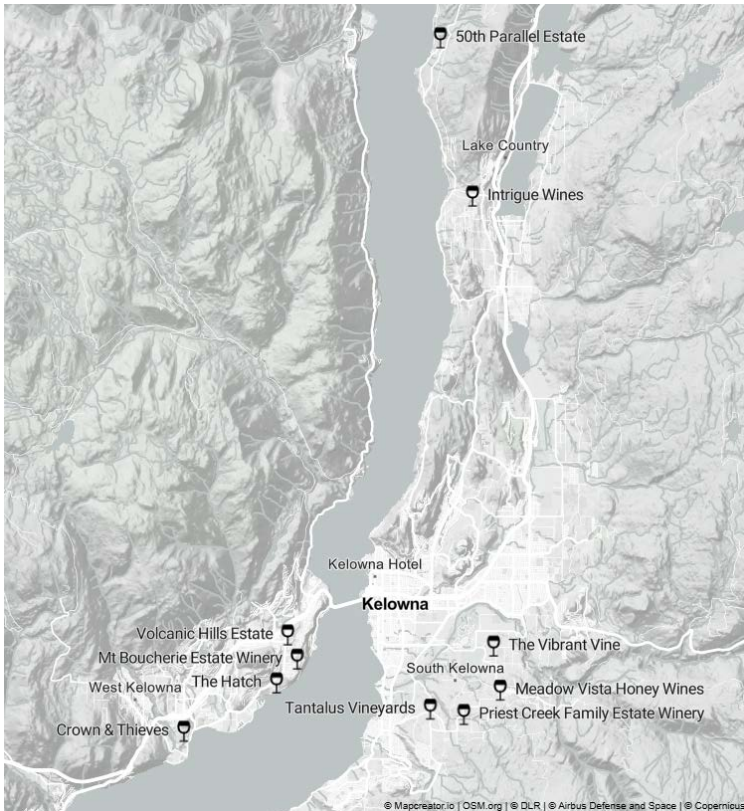 50th Parallel Estate
Lake Country
Intrigue Wines
Kelowna Hotel
Kelowna
Volcanic Hills Estate
The Vibrant Vine
Mt Boucherie Estate Winery
South Kelowna
The Hatch
West Kelowna
Meadow Vista Honey Wines
Tantalus Vineyards
Priest Creek Family Estate Winery
Crown & Thieves
© Mapcreator.io | OSM.org | © DLR | © Airbus Defense and Space | © Copernicus